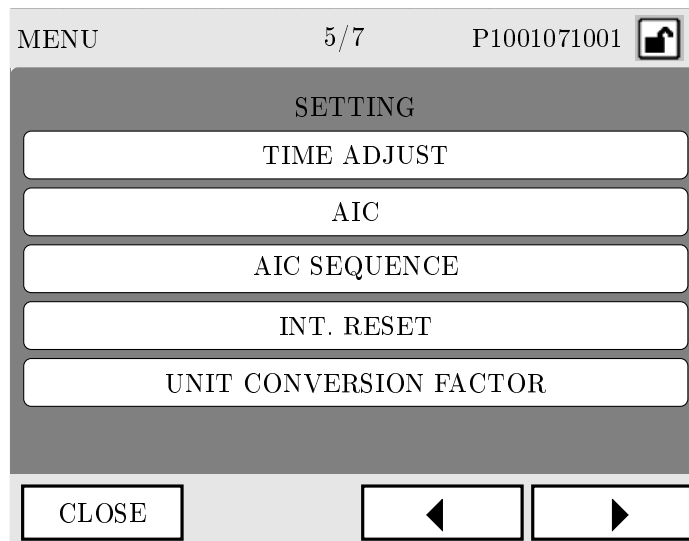 MENU 5/7 P1001071001
SETTING
TIME ADJUST
AIC
AIC SEQUENCE
INT. RESET
UNIT CONVERSION FACTOR
CLOSE